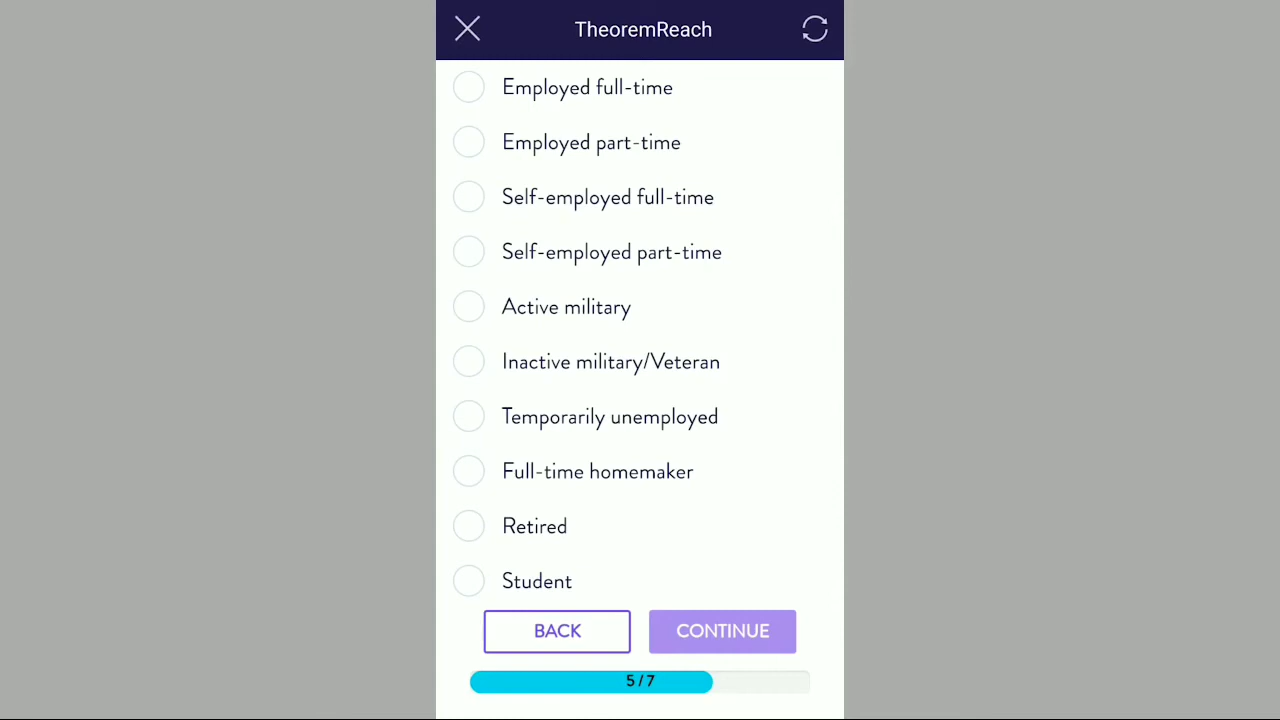 TheoremReach
Employed full-time
Employed part-time
Self-employed full-time
Self-employed part-time
Active military
Inactive military/Veteran
Temporarily unemployed
Full-time homemaker
Retired
Student
BACK CONTINUE
5 / 7